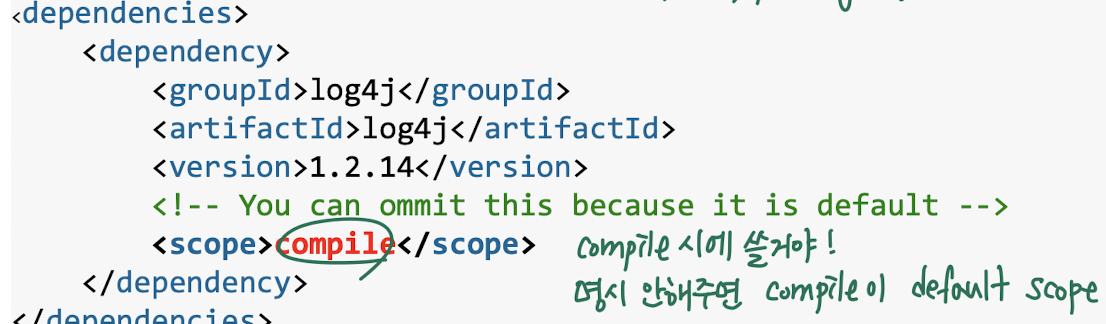 <dependencies>
<dependency>
<groupId>log4j</groupId>
<artifactId>log4j</artifactId>
<version>1.2.14</version>
<!-- You can ommit this because it is default -->
<scope>compile</scope> compile 시에 쓸거야!
</dependency> 명시 안해주면 compile이 default scope
</dependencies>